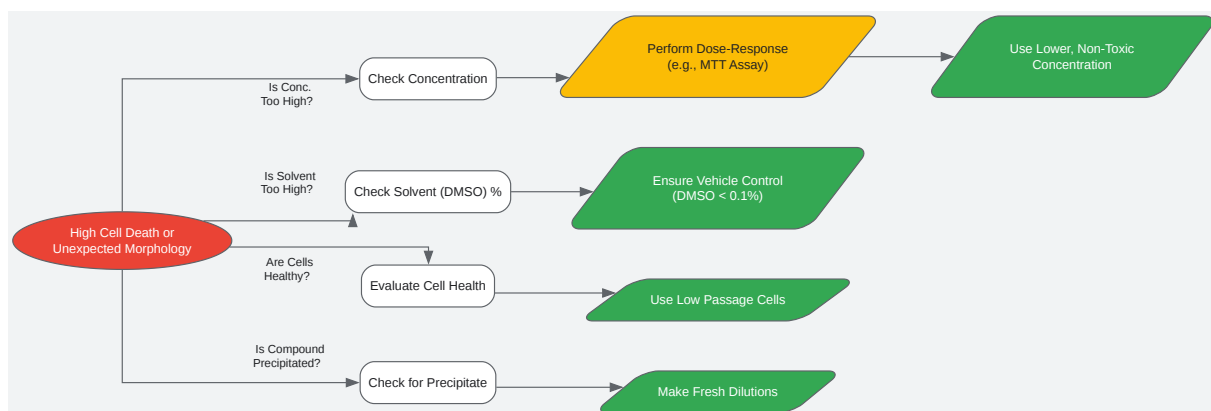 Perform Dose-Response
(e.g., MTT Assay)
Use Lower, Non-Toxic
Concentration
Check Concentration
Is Conc.
Too High?
Is Solvent
Too High?
Check Solvent (DMSO) %
Ensure Vehicle Control
(DMSO < 0.1%)
High Cell Death or
Unexpected Morphology
Are Cells
Healthy?
Evaluate Cell Health
Use Low Passage Cells
Is Compound
Precipitated?
Check for Precipitate
Make Fresh Dilutions